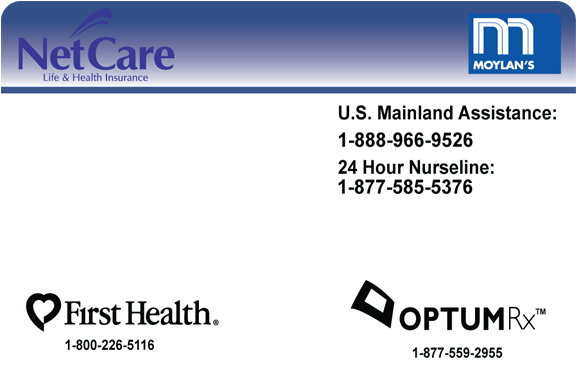 NetCare
Life & Health Insurance
M
MOYLAN'S
U.S. Mainland Assistance:
1-888-966-9526
24 Hour Nurseline:
1-877-585-5376
First Health®
1-800-226-5116
OPTUMRx™
1-877-559-2955